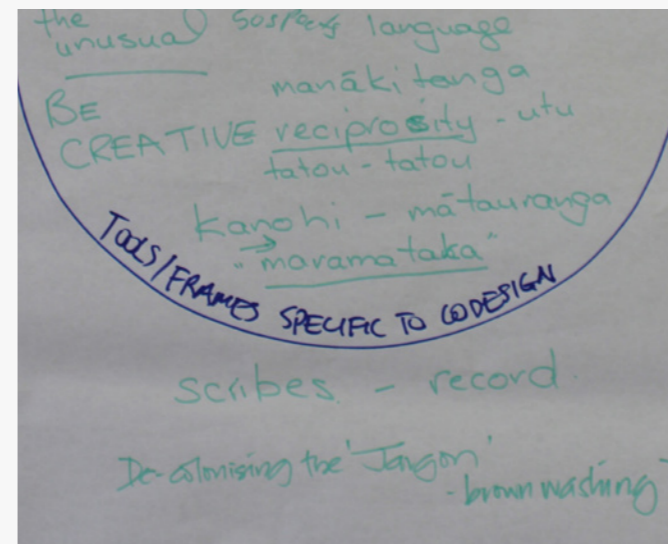 the unusual suspects language
manākitanga
BE CREATIVE reciprosity - utu
tatou - tatou
kanohi - mātauranga
→ "maramataka"
TOOLS/FRAMES SPECIFIC TO CODESIGN
scribes - record
De-colonising the 'Jargon'
- brown washing